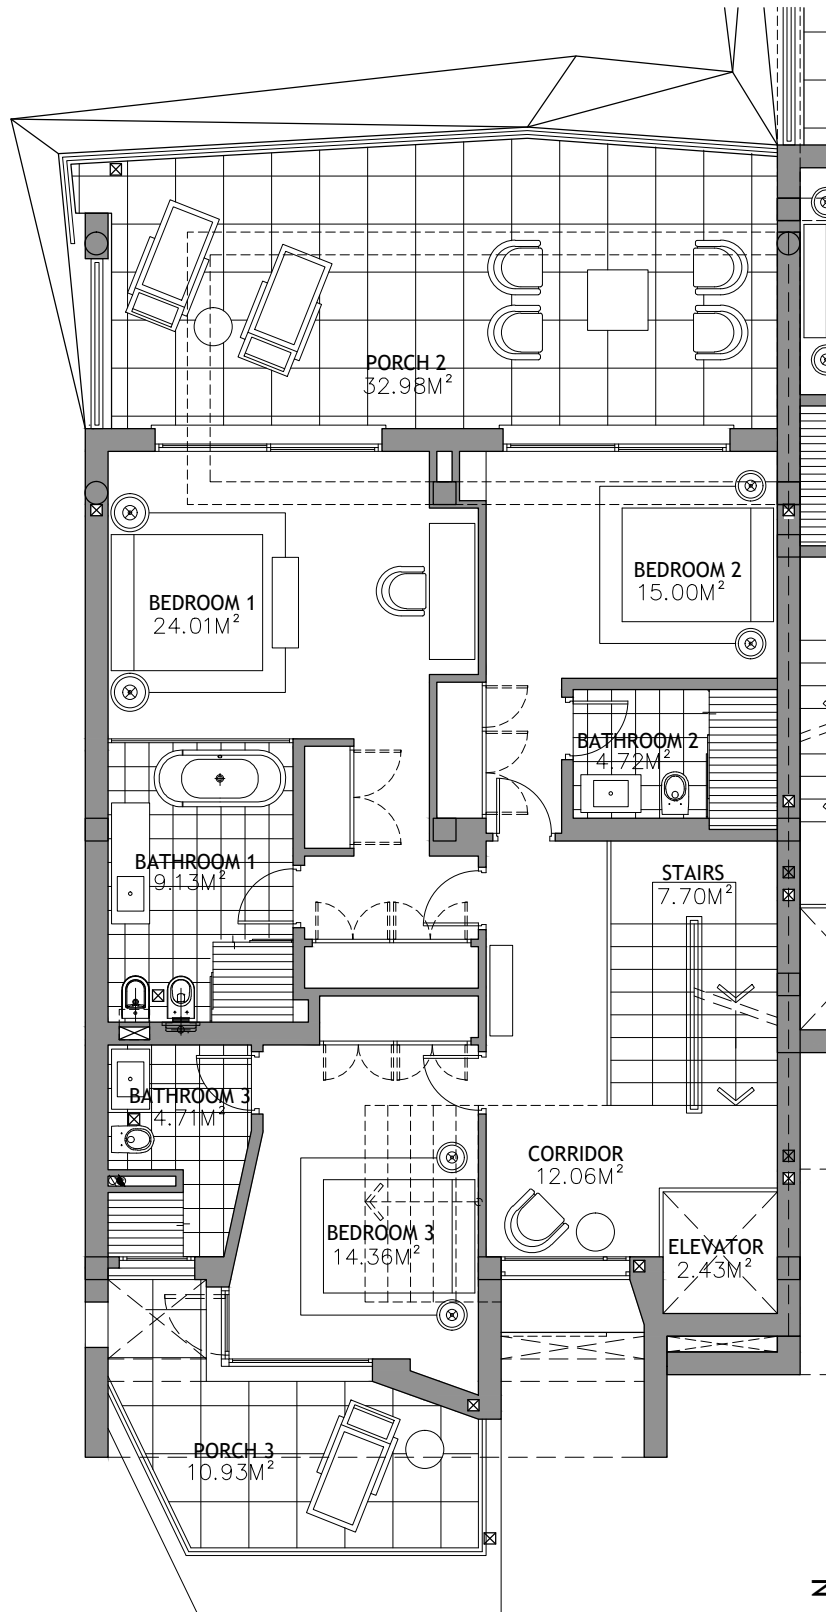 PORCH 2
32.98M²
BEDROOM 1
24.01M²
BEDROOM 2
15.00M²
BATHROOM 2
4.72M²
BATHROOM 1
9.13M²
STAIRS
7.70M²
BATHROOM 3
4.71M²
CORRIDOR
12.06M²
BEDROOM 3
14.36M²
ELEVATOR
2.43M²
PORCH 3
10.93M²